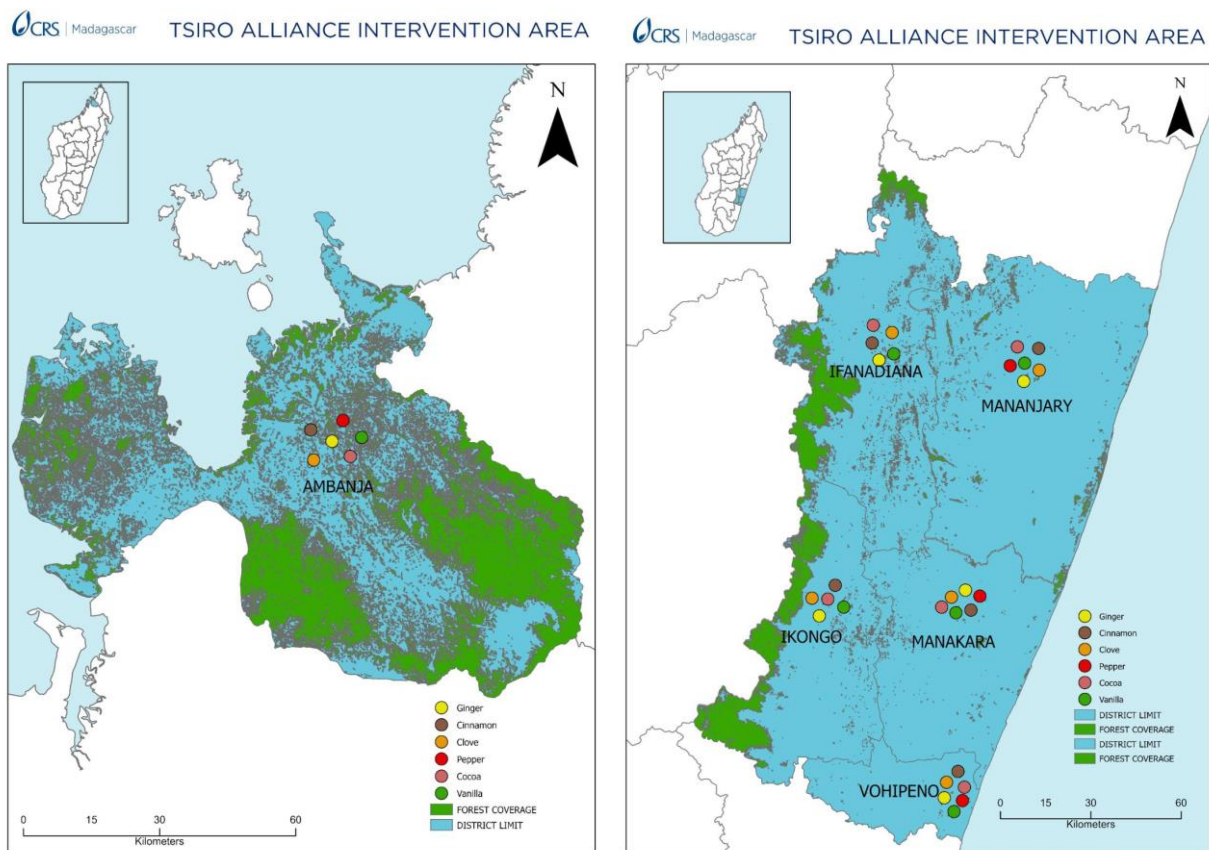 CRS | Madagascar TSIRO ALLIANCE INTERVENTION AREA
N
AMBANJA
Ginger
Cinnamon
Clove
Pepper
Cocoa
Vanilla
FOREST COVERAGE
DISTRICT LIMIT
0 15 30 60
Kilometers
CRS | Madagascar TSIRO ALLIANCE INTERVENTION AREA
N
IFANADIANA
MANANJARY
IKONGO
MANAKARA
VOHIPENO
Ginger
Cinnamon
Clove
Pepper
Cocoa
Vanilla
DISTRICT LIMIT
FOREST COVERAGE
DISTRICT LIMIT
FOREST COVERAGE
0 15 30 60
Kilometers